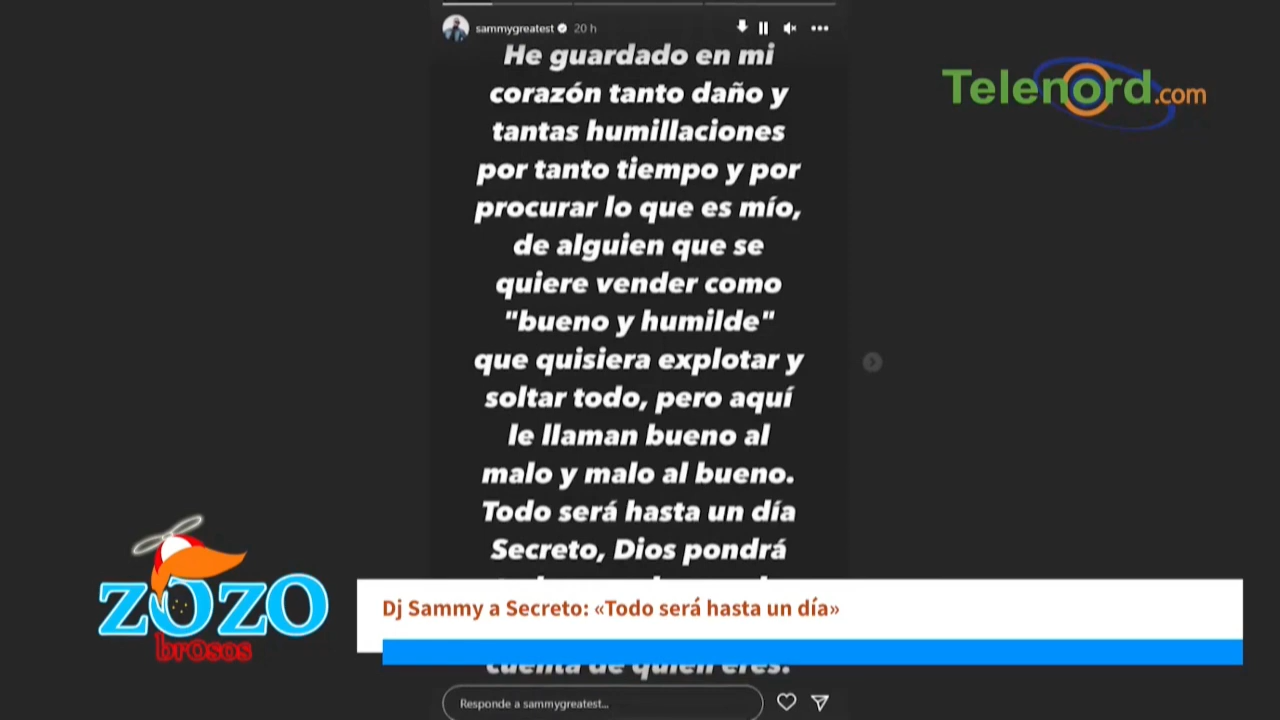 sammygreatest 20 h
He guardado en mi
corazón tanto daño y
tantas humillaciones
por tanto tiempo y por
procurar lo que es mío,
de alguien que se
quiere vender como
"bueno y humilde"
que quisiera explotar y
soltar todo, pero aquí
le llaman bueno al
malo y malo al bueno.
Todo será hasta un día
Secreto, Dios pondrá
cuenta de quien eres.
Responde a sammygreatest...
Telenord.com
zozo
brosos
Dj Sammy a Secreto: «Todo será hasta un día»